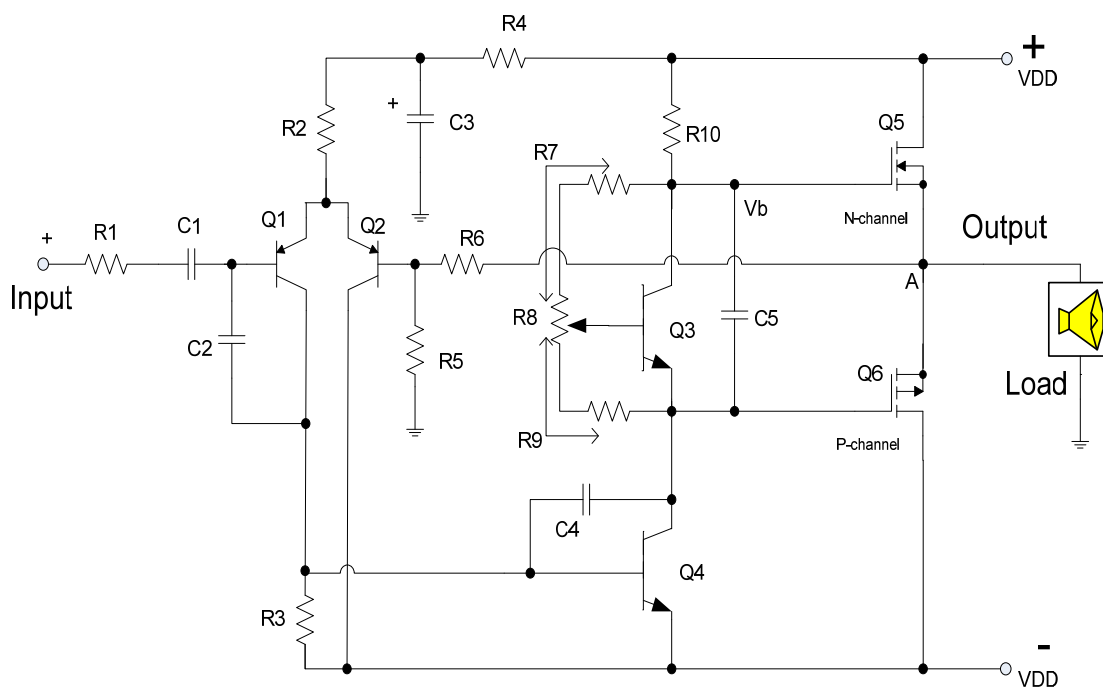 R4
+
VDD
+
C3
R2
R10
Q5
R7
Vb
N-channel
Q1
Q2
+
R1
C1
R6
Output
Input
A
R8
Q3
C5
C2
R5
Q6
Load
R9
P-channel
C4
Q4
R3
-
VDD